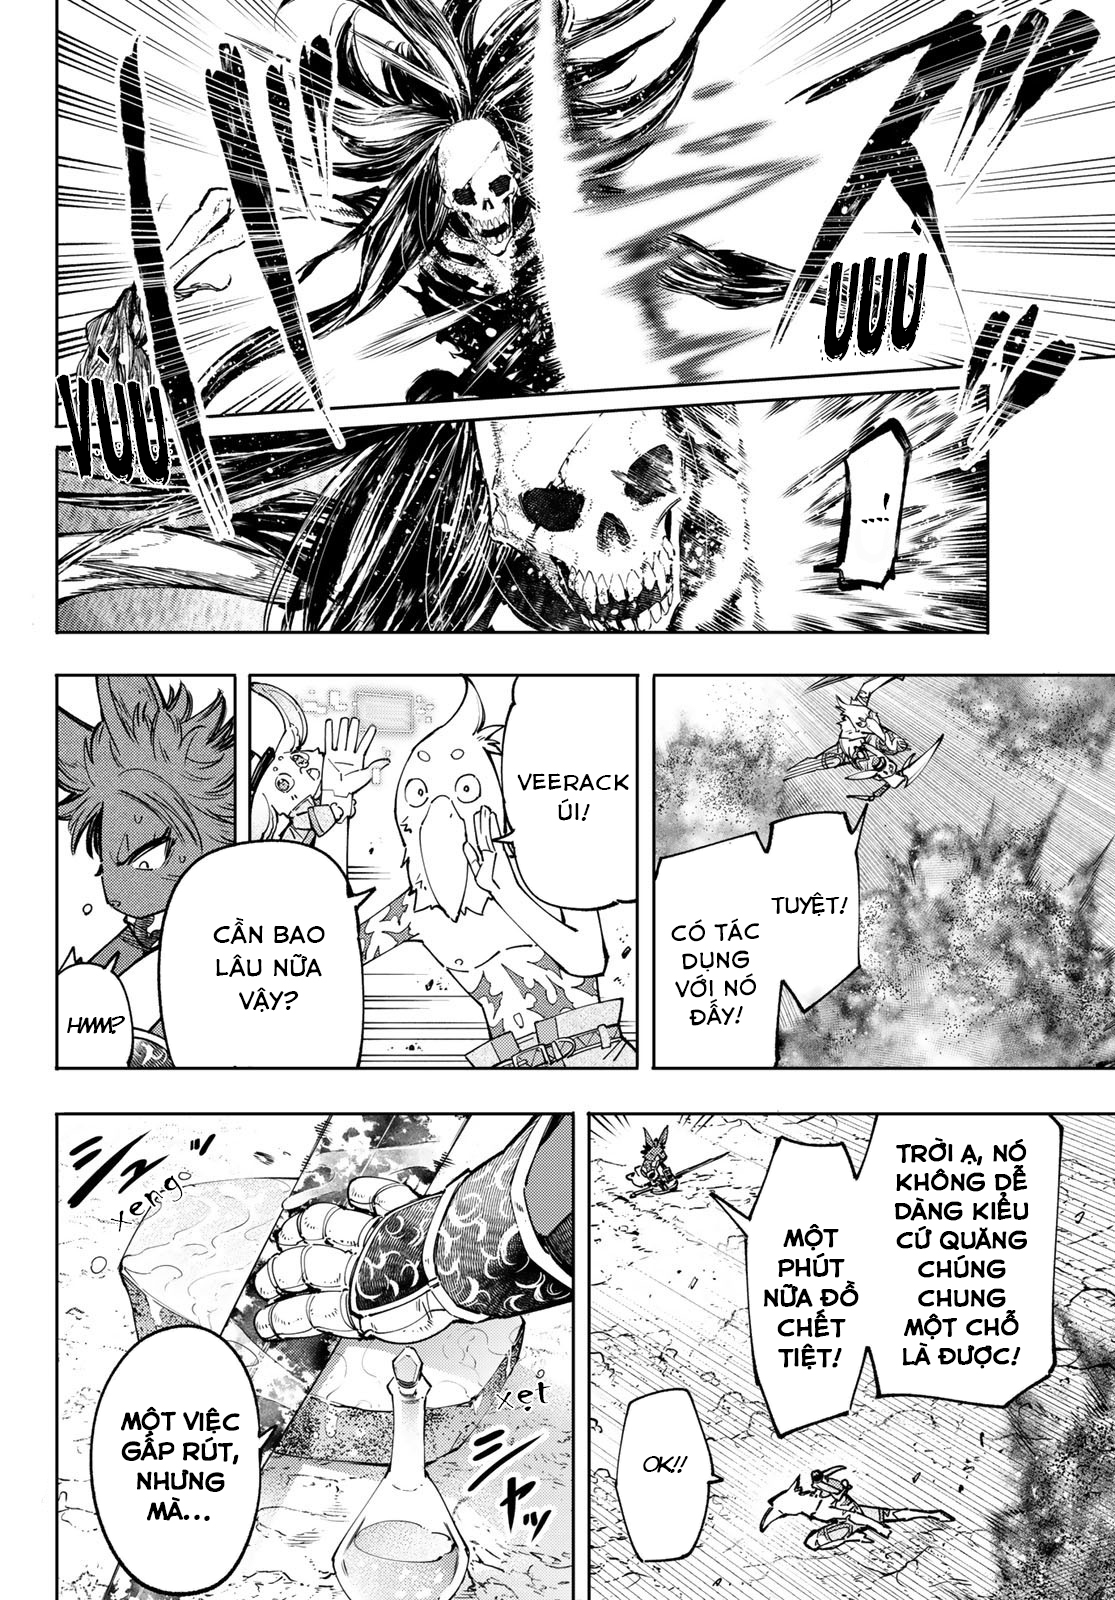 ÙUU
VÙU
...!
TUYỆT!
CÓ TÁC
DỤNG
VỚI NÓ
ĐẤY!
VEERACK
ÚI!
CẦN BAO
LÂU NỮA
VẬY?
HMM?
TRỜI Ạ, NÓ
KHÔNG DỄ
DÀNG KIỂU
CỨ QUĂNG
CHÚNG
CHUNG
MỘT CHỖ
LÀ ĐƯỢC!
MỘT
PHÚT
NỮA ĐỒ
CHẾT
TIỆT!
OK!!
xẹt
xẹt
MỘT VIỆC
GẤP RÚT,
NHƯNG
MÀ...